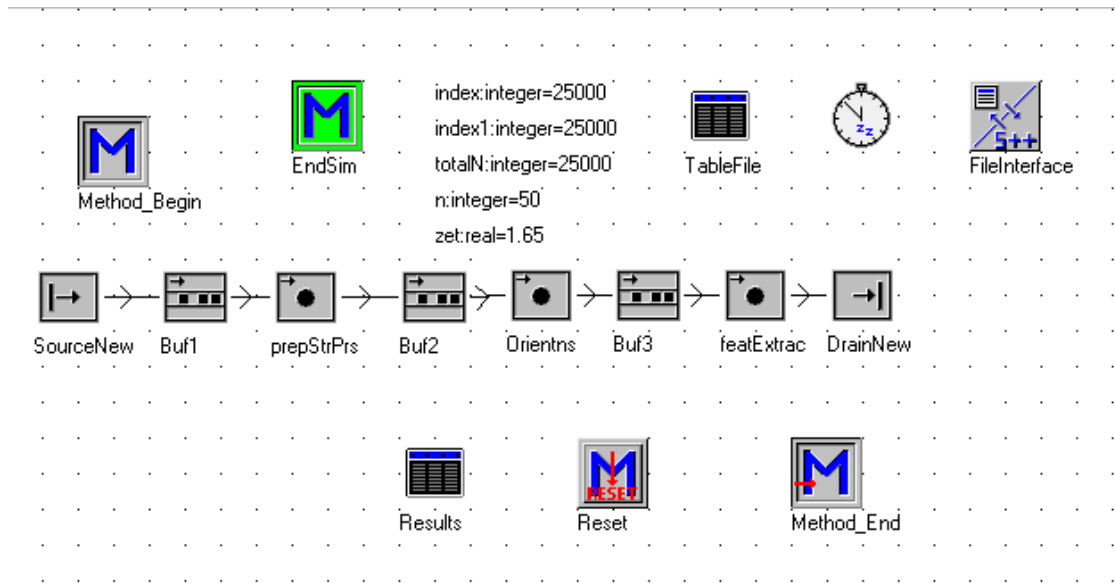 index:integer=25000
index1:integer=25000
totalN:integer=25000
n:integer=50
zet:real=1.65
Method_Begin
M
EndSim
M
TableFile
zz
S++
FileInterface
SourceNew
Buf1
prepStrPrs
Buf2
Orientns
Buf3
featExtrac
DrainNew
Results
M
RESET
Reset
M
Method_End